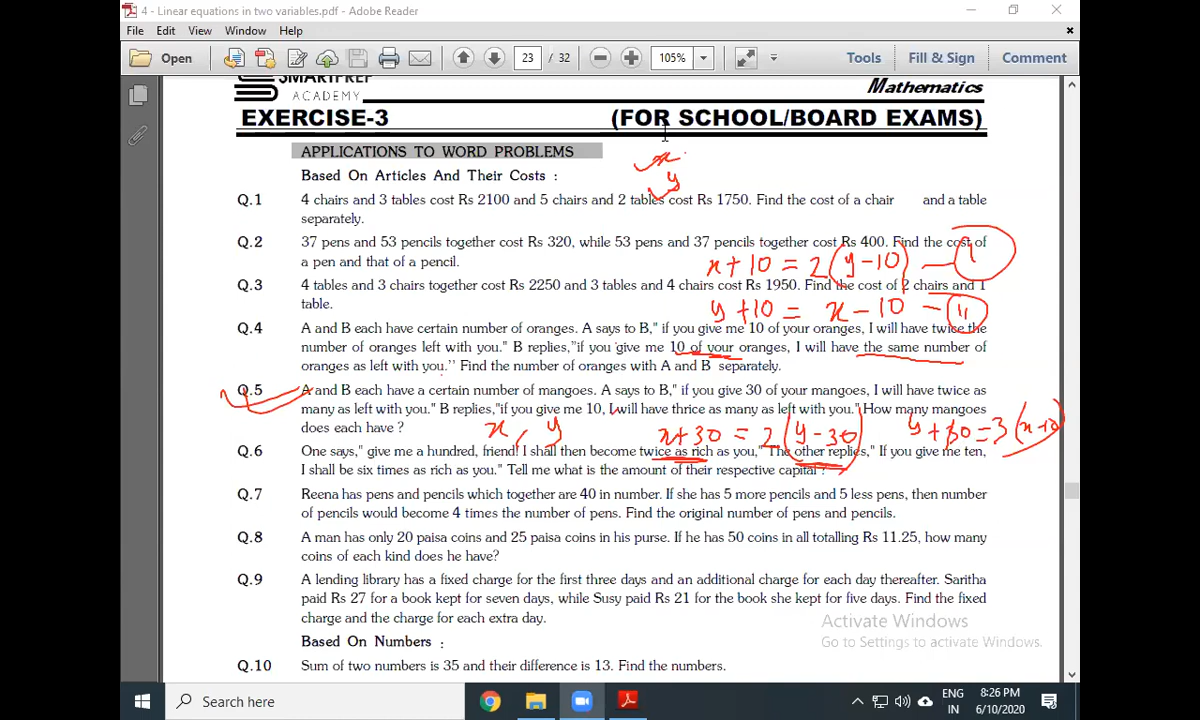 4 - Linear equations in two variables.pdf - Adobe Reader
File Edit View Window Help
Open 23 / 32 105% Tools Fill & Sign Comment
SMARTPREP
ACADEMY
Mathematics
EXERCISE-3 (FOR SCHOOL/BOARD EXAMS)
APPLICATIONS TO WORD PROBLEMS
x
Based On Articles And Their Costs :
y
Q.1 4 chairs and 3 tables cost Rs 2100 and 5 chairs and 2 tables cost Rs 1750. Find the cost of a chair and a table
separately.
Q.2 37 pens and 53 pencils together cost Rs 320, while 53 pens and 37 pencils together cost Rs 400. Find the cost of
a pen and that of a pencil.
x + 10 = 2(y - 10) — I
Q.3 4 tables and 3 chairs together cost Rs 2250 and 3 tables and 4 chairs cost Rs 1950. Find the cost of 2 chairs and 1
table.
y + 10 = x - 10 — II
Q.4 A and B each have certain number of oranges. A says to B," if you give me 10 of your oranges, I will have twice the
number of oranges left with you." B replies,"if you give me 10 of your oranges, I will have the same number of
oranges as left with you.'' Find the number of oranges with A and B separately.
Q.5 A and B each have a certain number of mangoes. A says to B," if you give 30 of your mangoes, I will have twice as
many as left with you." B replies,"if you give me 10, I will have thrice as many as left with you." How many mangoes
does each have ?
x, y x+30 = 2(y-30)
Q.6 One says," give me a hundred, friend! I shall then become twice as rich as you," The other replies," If you give me ten,
I shall be six times as rich as you." Tell me what is the amount of their respective capital ?
Q.7 Reena has pens and pencils which together are 40 in number. If she has 5 more pencils and 5 less pens, then number
of pencils would become 4 times the number of pens. Find the original number of pens and pencils.
Q.8 A man has only 20 paisa coins and 25 paisa coins in his purse. If he has 50 coins in all totalling Rs 11.25, how many
coins of each kind does he have?
Q.9 A lending library has a fixed charge for the first three days and an additional charge for each day thereafter. Saritha
paid Rs 27 for a book kept for seven days, while Susy paid Rs 21 for the book she kept for five days. Find the fixed
charge and the charge for each extra day.
Activate Windows
Go to Settings to activate Windows.
Based On Numbers :
Q.10 Sum of two numbers is 35 and their difference is 13. Find the numbers.
Search here
ENG
IN
8:26 PM
6/10/2020